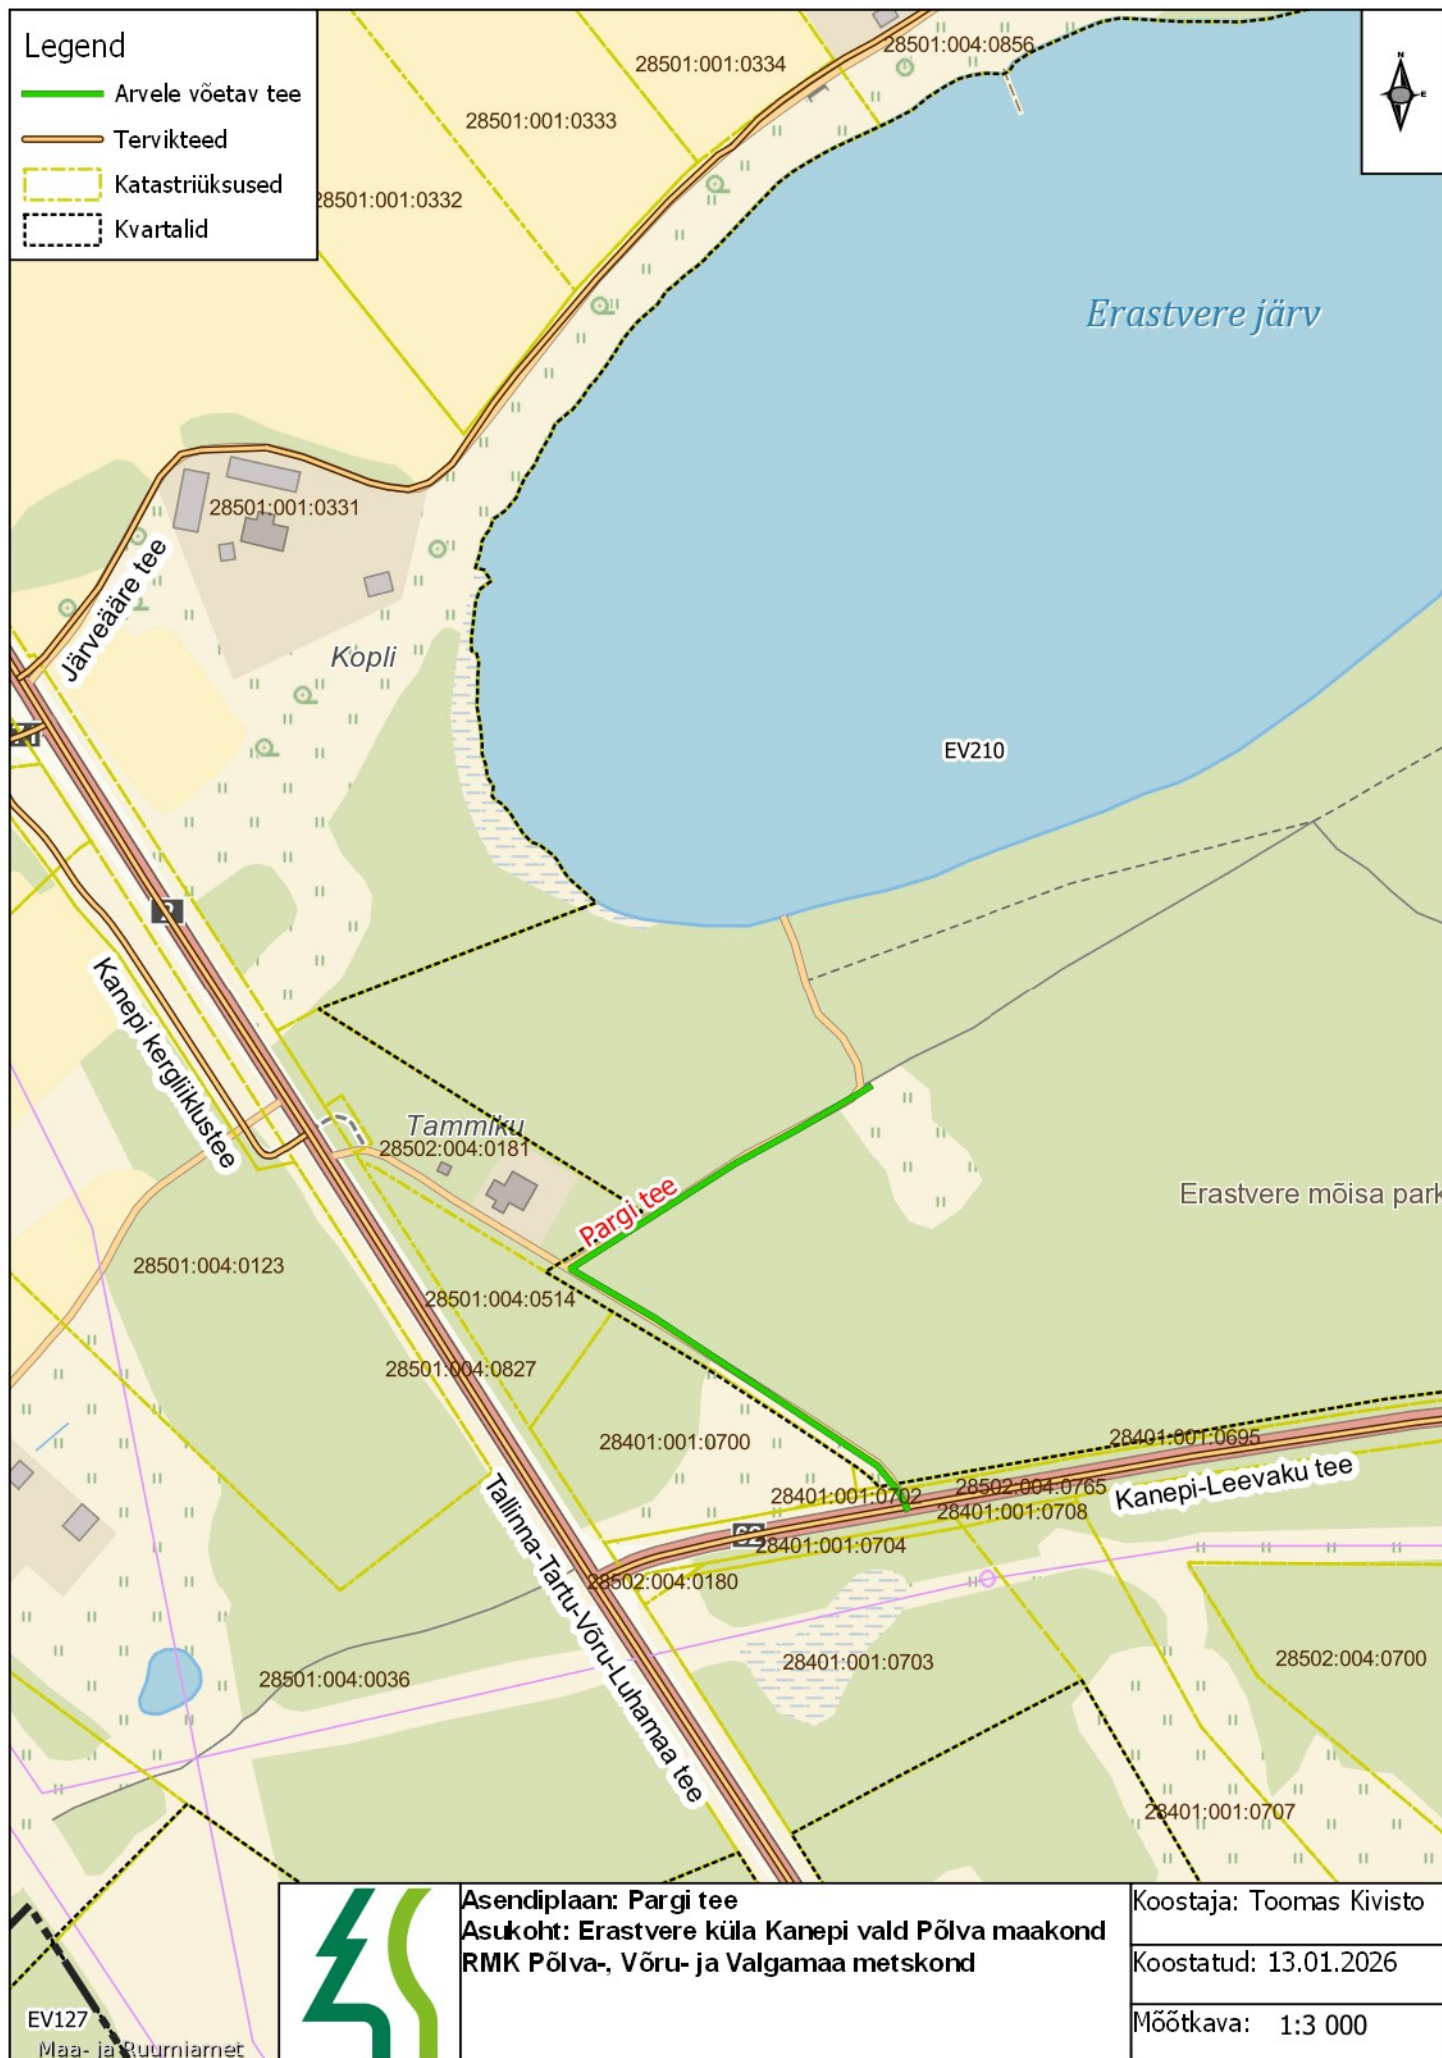 Legend
Arvele võetav tee
Tervikteed
Katastriüksused
Kvartalid
N
E
28501:004:0856
28501:001:0334
28501:001:0333
28501:001:0332
Erastvere järv
28501:001:0331
Järveääre tee
Kopli
71
EV210
2
Kanepi kergliiklustee
Tammiku
28502:004:0181
Pargi tee
Erastvere mõisa park
28501:004:0123
28501:004:0514
28501:004:0827
28401:001:0700
28401:001:0695
28401:001:0702
28502:004:0765
Kanepi-Leevaku tee
28401:001:0708
62
28401:001:0704
28502:004:0180
Tallinna-Tartu-Võru-Luhamaa tee
28401:001:0703
28502:004:0700
28501:004:0036
28401:001:0707
EV127
Maa- ja Ruumiamet
Asendiplaan: Pargi tee
Asukoht: Erastvere küla Kanepi vald Põlva maakond
RMK Põlva-, Võru- ja Valgamaa metskond
Koostaja: Toomas Kivisto
Koostatud: 13.01.2026
Mõõtkava: 1:3 000